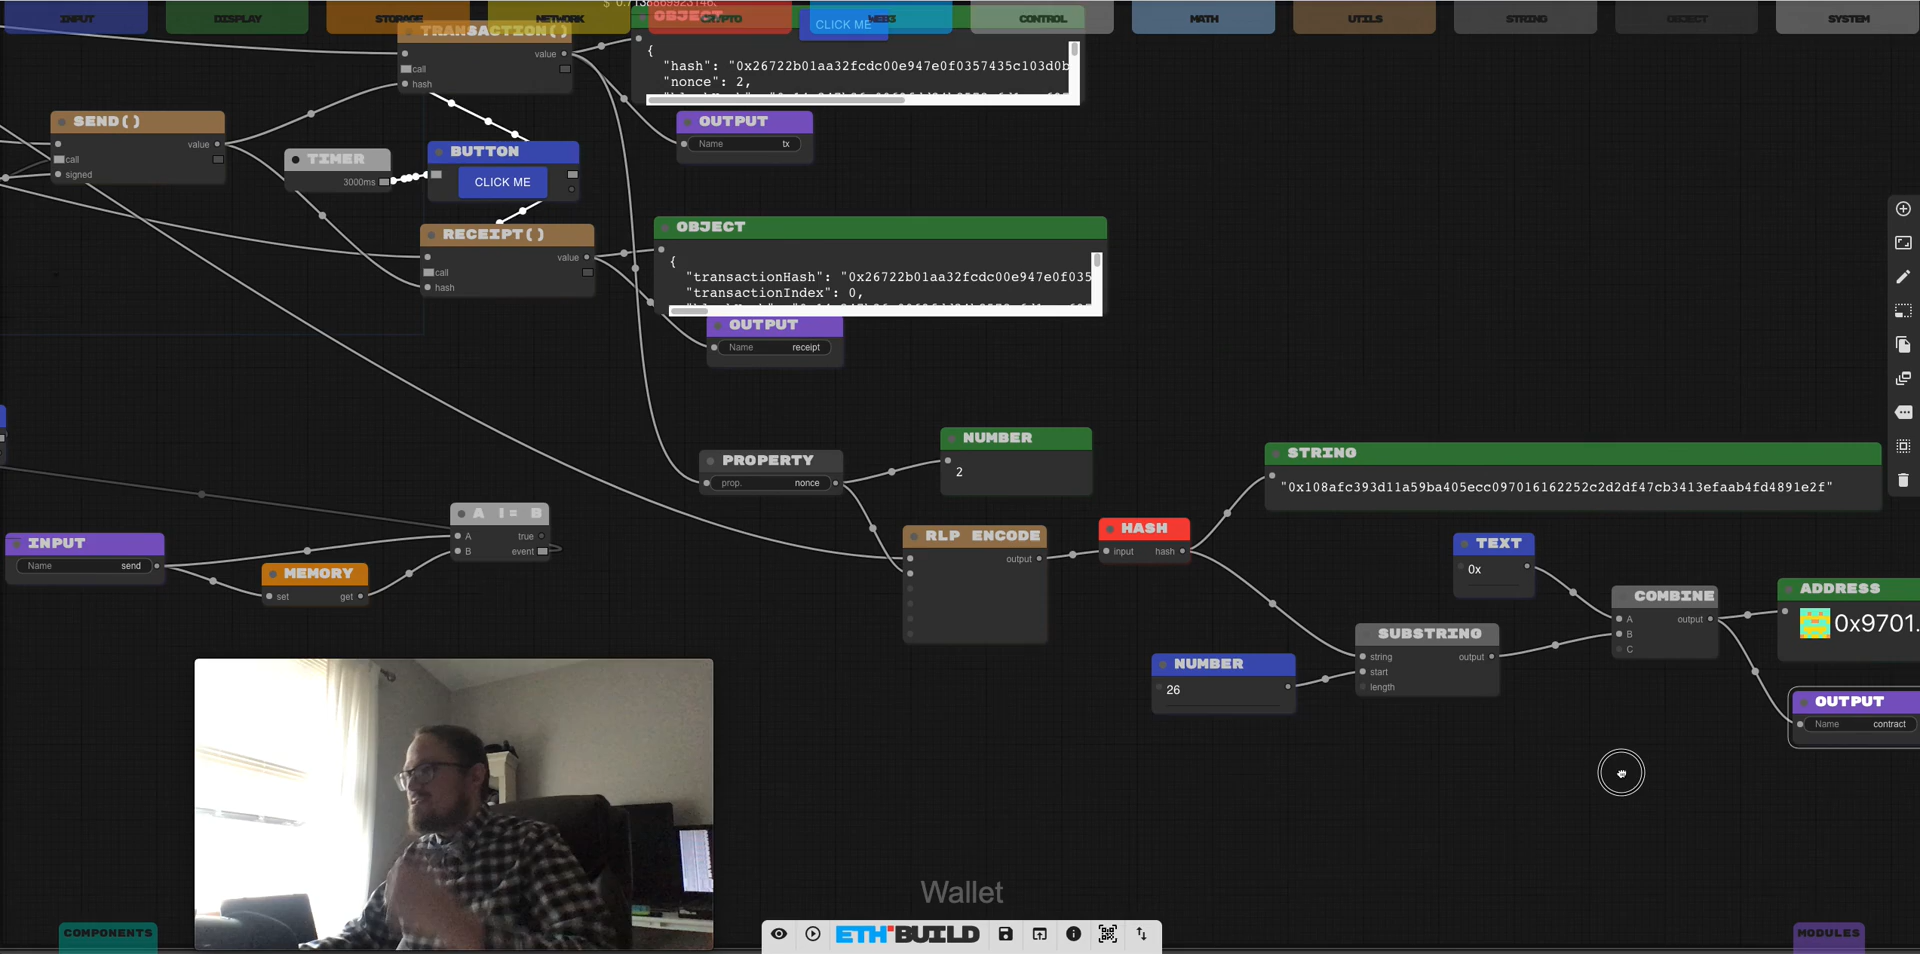 INPUT
DISPLAY
STORAGE
NETWORK
CRYPTO
WEB3
CONTROL
MATH
UTILS
STRING
OBJECT
SYSTEM
CLICK ME
TRANSACTION()
value
call
hash
OBJECT
{
"hash": "0x26722b01aa32fcdc00e947e0f0357435c103d0b
"nonce": 2,
OUTPUT
Name tx
SEND()
value
call
signed
TIMER
3000ms
BUTTON
CLICK ME
RECEIPT()
value
call
hash
OBJECT
{
"transactionHash": "0x26722b01aa32fcdc00e947e0f035
"transactionIndex": 0,
OUTPUT
Name receipt
PROPERTY
prop. nonce
NUMBER
2
STRING
"0x108afc393d11a59ba405ecc097016162252c2d2df47cb3413efaab4fd4891e2f"
A != B
A true
B event
INPUT
Name send
MEMORY
set get
RLP ENCODE
output
HASH
input hash
TEXT
0x
COMBINE
A output
B
C
ADDRESS
0x9701.
SUBSTRING
string output
start
length
NUMBER
26
OUTPUT
Name contract
Wallet
COMPONENTS
ETH.BUILD
MODULES